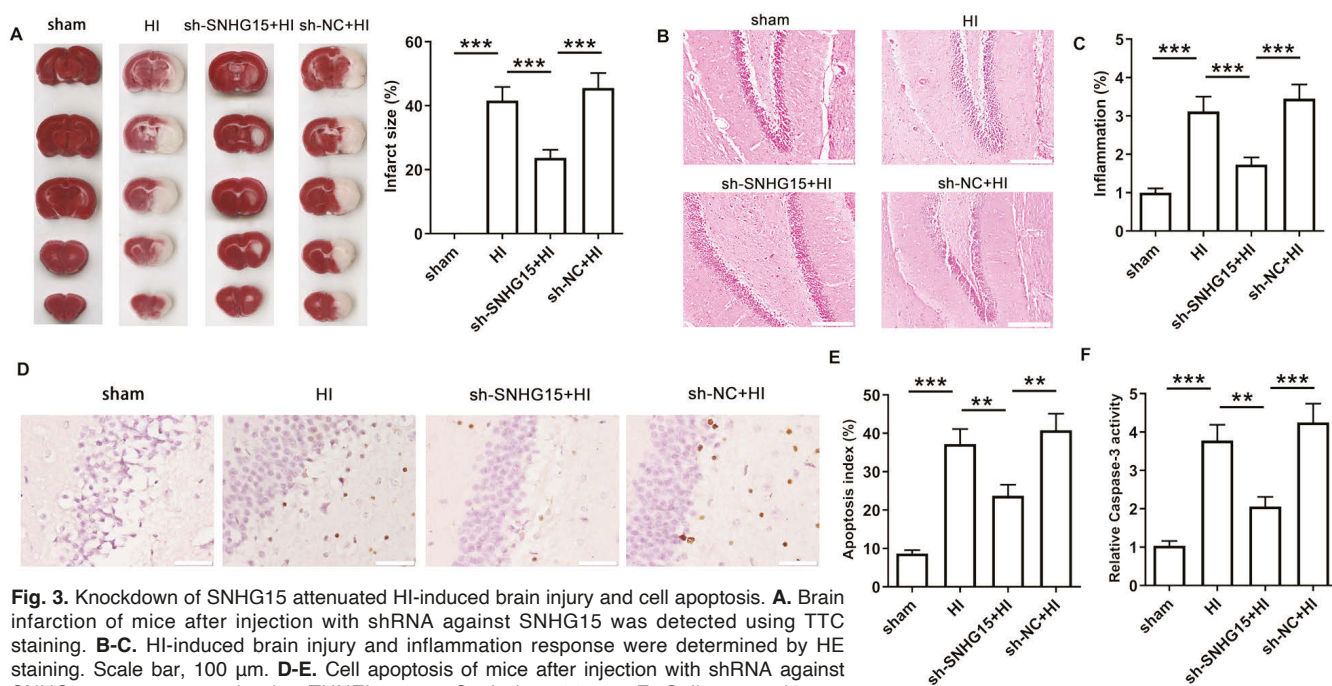 A
sham HI sh-SNHG15+HI sh-NC+HI
Infarct size (%)
60
40
20
0
*** *** ***
sham HI sh-SNHG15+HI sh-NC+HI
B
sham HI
sh-SNHG15+HI sh-NC+HI
C
Inflammation (%)
5
4
3
2
1
0
*** *** ***
sham HI sh-SNHG15+HI sh-NC+HI
D
sham HI sh-SNHG15+HI sh-NC+HI
E
Apoptosis index (%)
50
40
30
20
10
0
*** ** **
sham HI sh-SNHG15+HI sh-NC+HI
F
Relative Caspase-3 activity
5
4
3
2
1
0
*** ** ***
sham HI sh-SNHG15+HI sh-NC+HI
Fig. 3. Knockdown of SNHG15 attenuated HI-induced brain injury and cell apoptosis. A. Brain
infarction of mice after injection with shRNA against SNHG15 was detected using TTC
staining. B-C. HI-induced brain injury and inflammation response were determined by HE
staining. Scale bar, 100 μm. D-E. Cell apoptosis of mice after injection with shRNA against